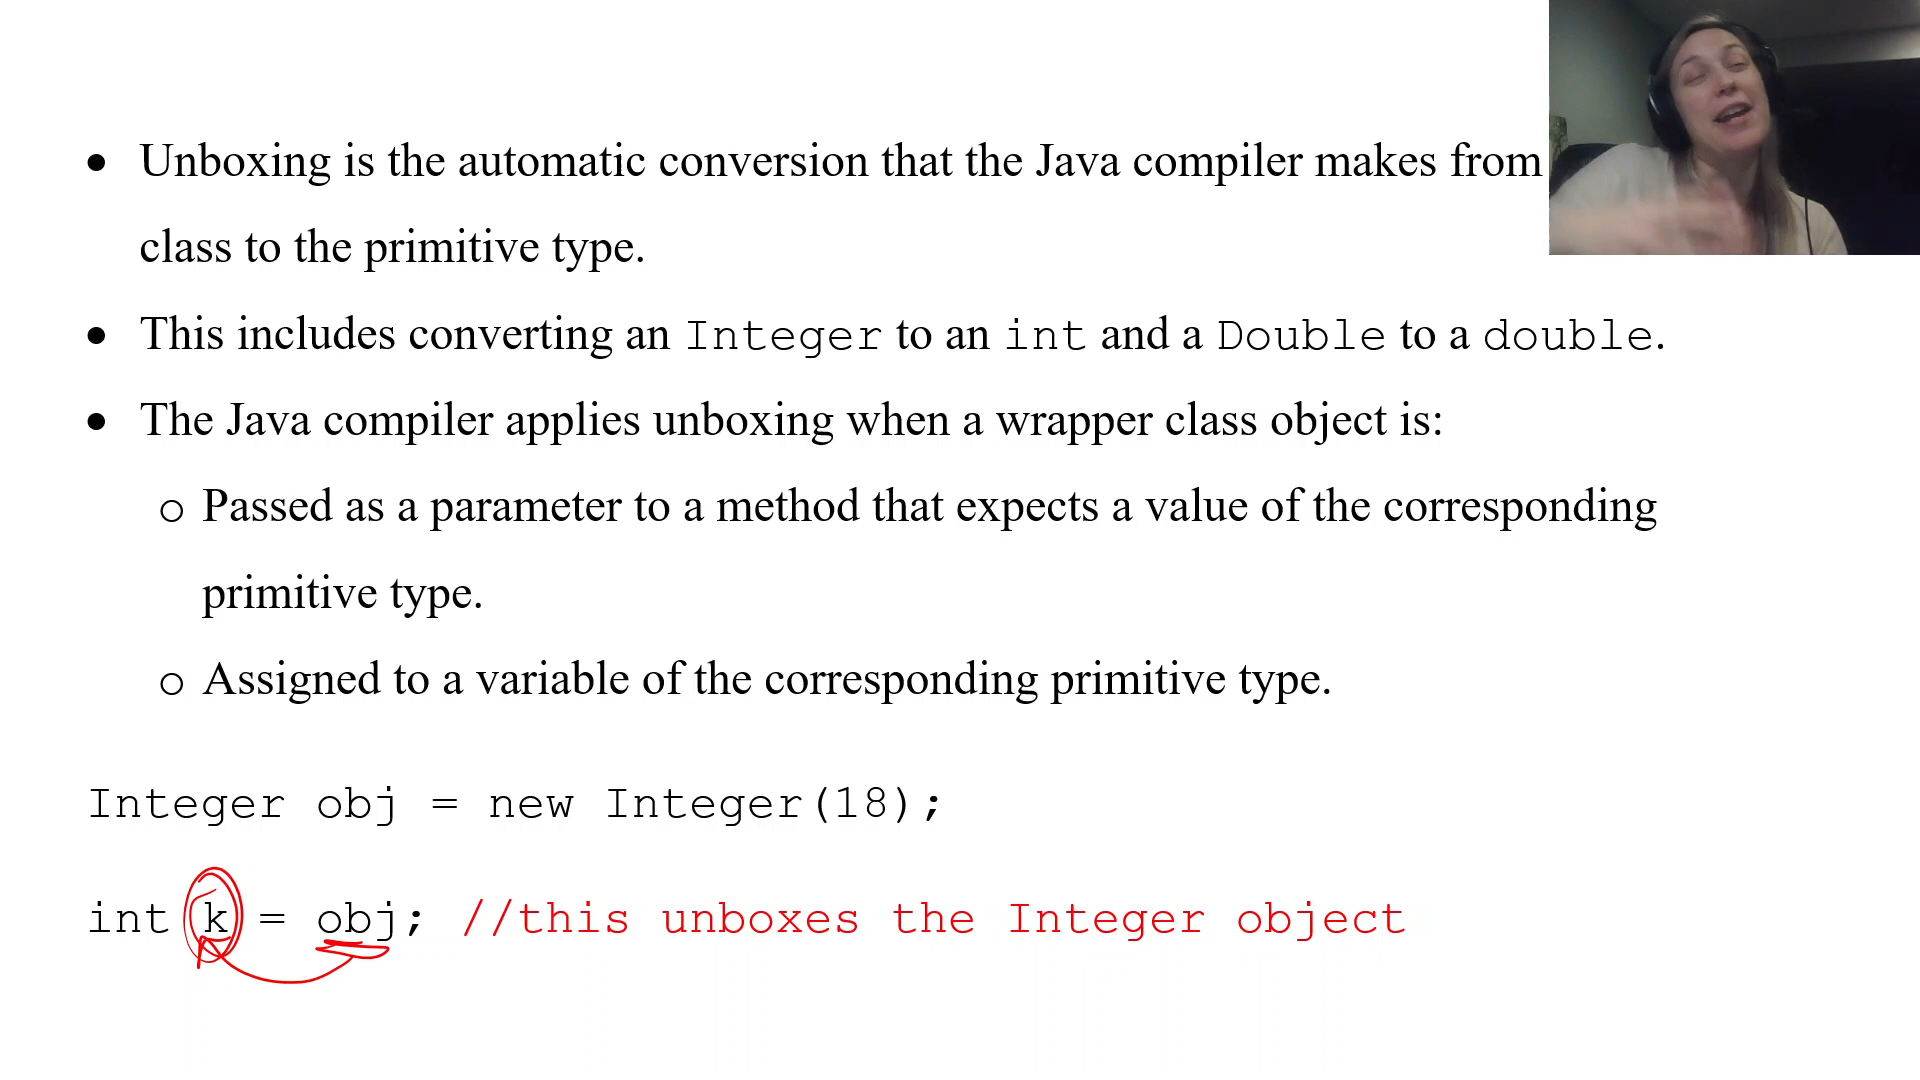 • Unboxing is the automatic conversion that the Java compiler makes from
class to the primitive type.
• This includes converting an Integer to an int and a Double to a double.
• The Java compiler applies unboxing when a wrapper class object is:
o Passed as a parameter to a method that expects a value of the corresponding
primitive type.
o Assigned to a variable of the corresponding primitive type.
Integer obj = new Integer(18);
int k = obj; //this unboxes the Integer object